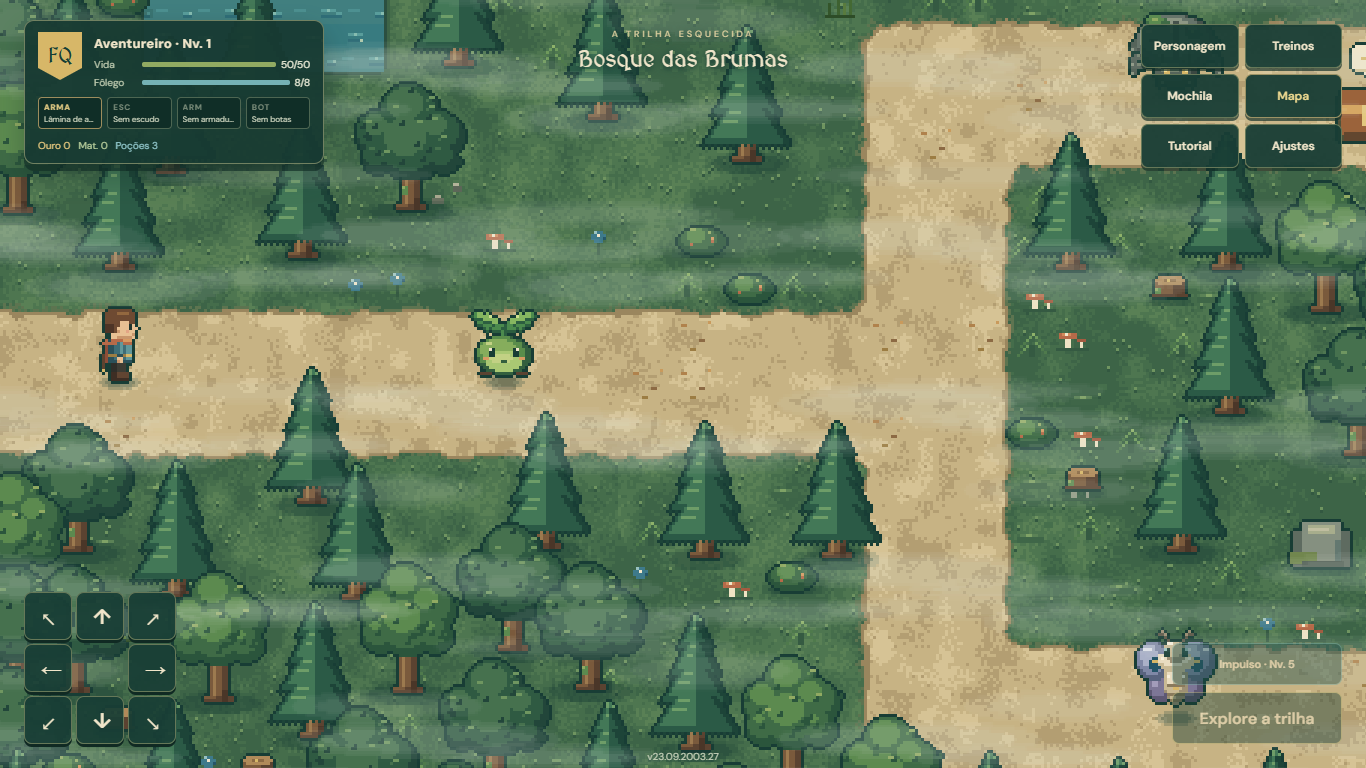 FQ
Aventureiro · Nv. 1
Vida 50/50
Fôlego 8/8
ARMA
Lâmina de a...
ESC
Sem escudo
ARM
Sem armadu...
BOT
Sem botas
Ouro 0 Mat. 0 Poções 3
A TRILHA ESQUECIDA
Bosque das Brumas
Personagem
Treinos
Mochila
Mapa
Tutorial
Ajustes
Impulso · Nv. 5
Explore a trilha
v23.09.2003.27